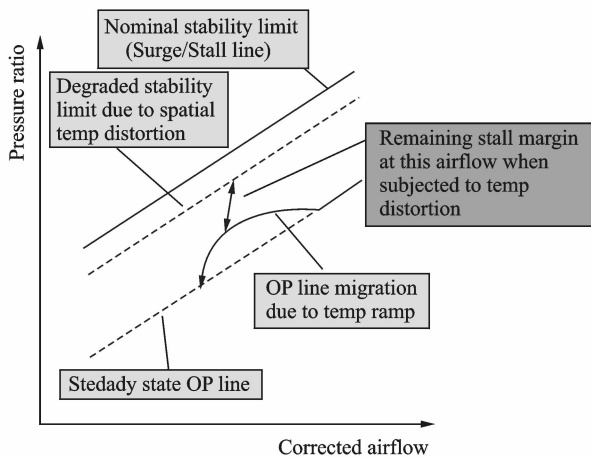 Nominal stability limit
(Surge/Stall line)
Degraded stability
limit due to spatial
temp distortion
Remaining stall margin
at this airflow when
subjected to temp
distortion
OP line migration
due to temp ramp
Stedady state OP line
Pressure ratio
Corrected airflow